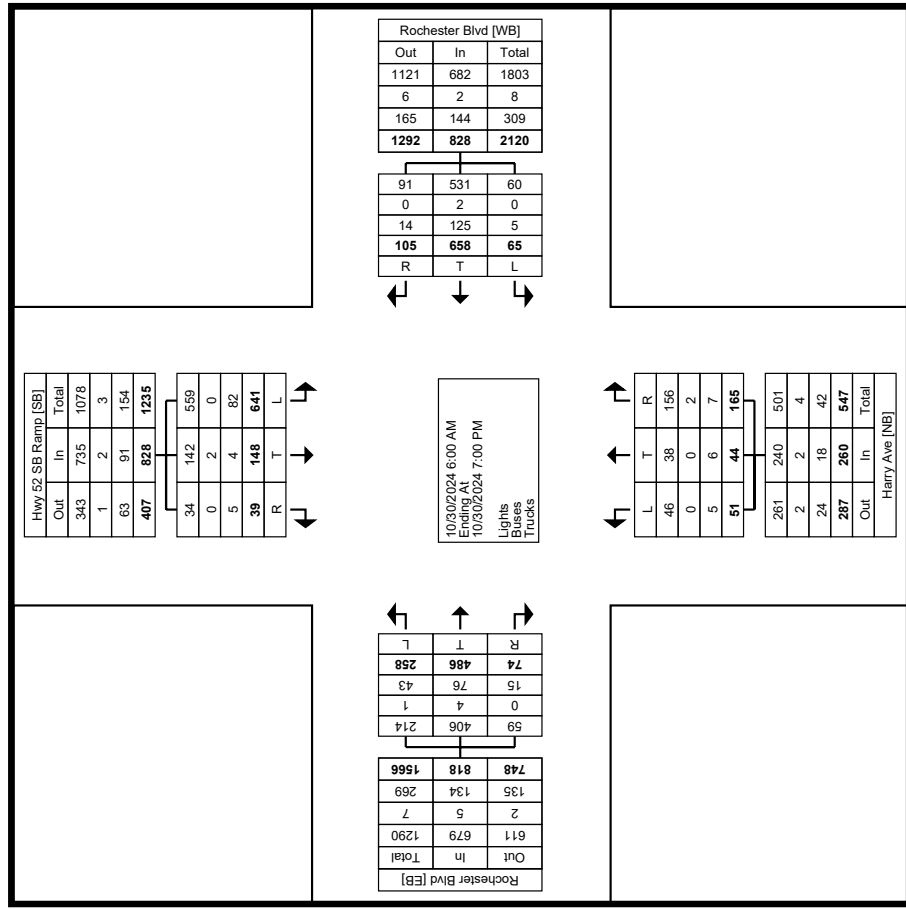 Rochester Blvd [WB]
Out In Total
1121 682 1803
6 2 8
165 144 309
1292 828 2120
91 531 60
0 2 0
14 125 5
105 658 65
R T L
Hwy 52 SB Ramp [SB]
Out In Total
343 735 1078
1 2 3
63 91 154
407 828 1235
34 142 559
0 2 0
5 4 82
39 148 641
R T L
10/30/2024 6:00 AM
Ending At
10/30/2024 7:00 PM
Lights
Buses
Trucks
L T R
46 38 156
0 0 2
5 6 7
51 44 165
261 240 501
2 2 4
24 18 42
287 260 547
Out In Total
Harry Ave [NB]
R T L
74 486 258
15 76 43
0 4 1
59 406 214
748 818 1566
135 134 269
2 5 7
611 679 1290
Out In Total
Rochester Blvd [EB]